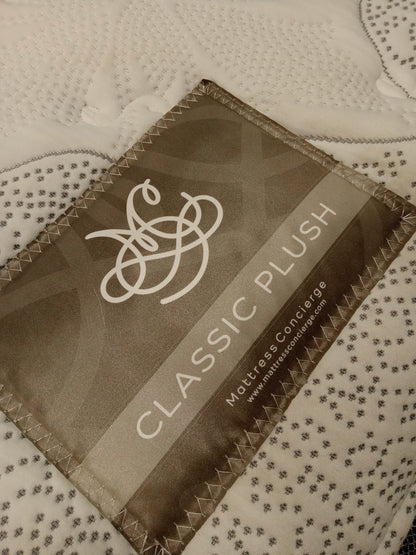 CLASSIC PLUSH
Mattress Concierge
www.mattressconcierge.com